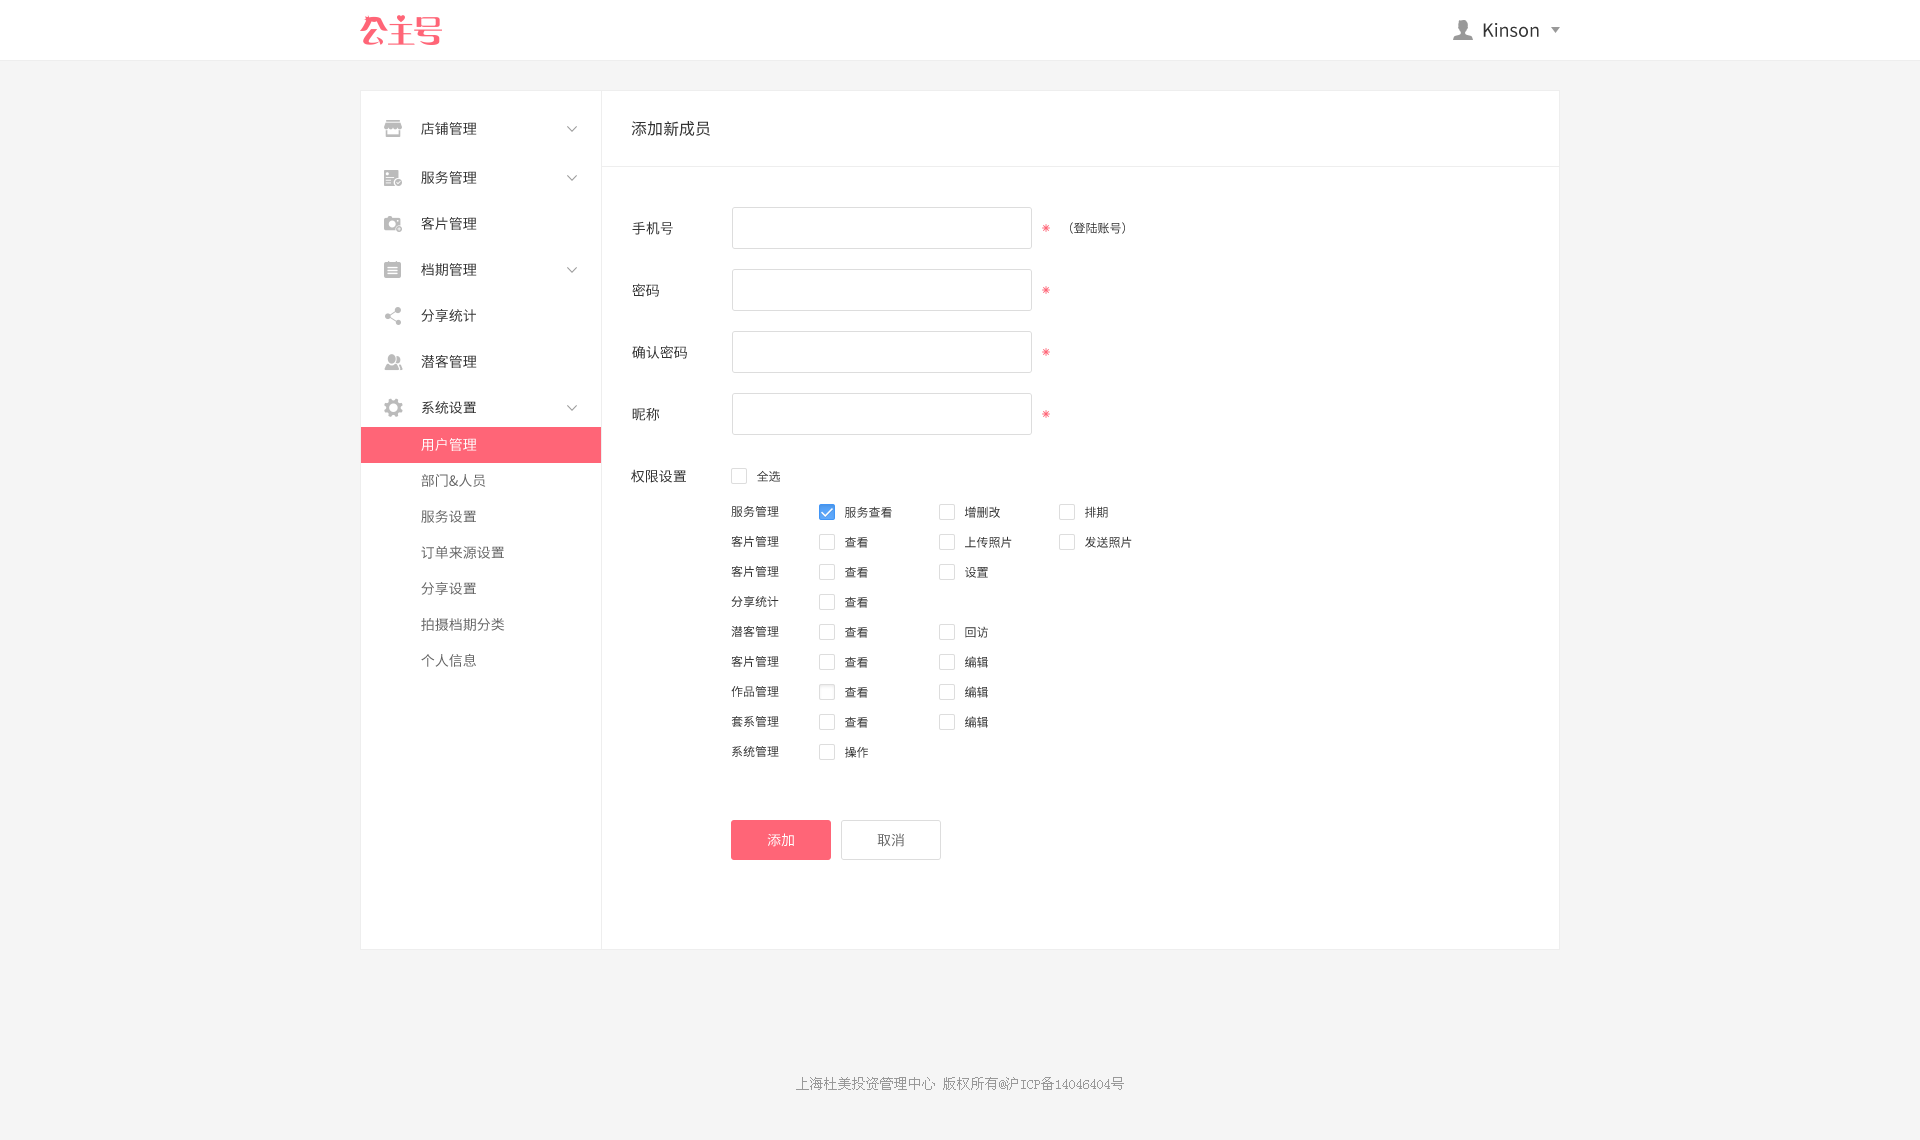 公主号
Kinson
店铺管理
服务管理
客片管理
档期管理
分享统计
潜客管理
系统设置
用户管理
部门&人员
服务设置
订单来源设置
分享设置
拍摄档期分类
个人信息
添加新成员
手机号 * （登陆账号）
密码 *
确认密码 *
昵称 *
权限设置 全选
服务管理 服务查看 增删改 排期
客片管理 查看 上传照片 发送照片
客片管理 查看 设置
分享统计 查看
潜客管理 查看 回访
客片管理 查看 编辑
作品管理 查看 编辑
套系管理 查看 编辑
系统管理 操作
添加 取消
上海杜美投资管理中心 版权所有@沪ICP备14046404号